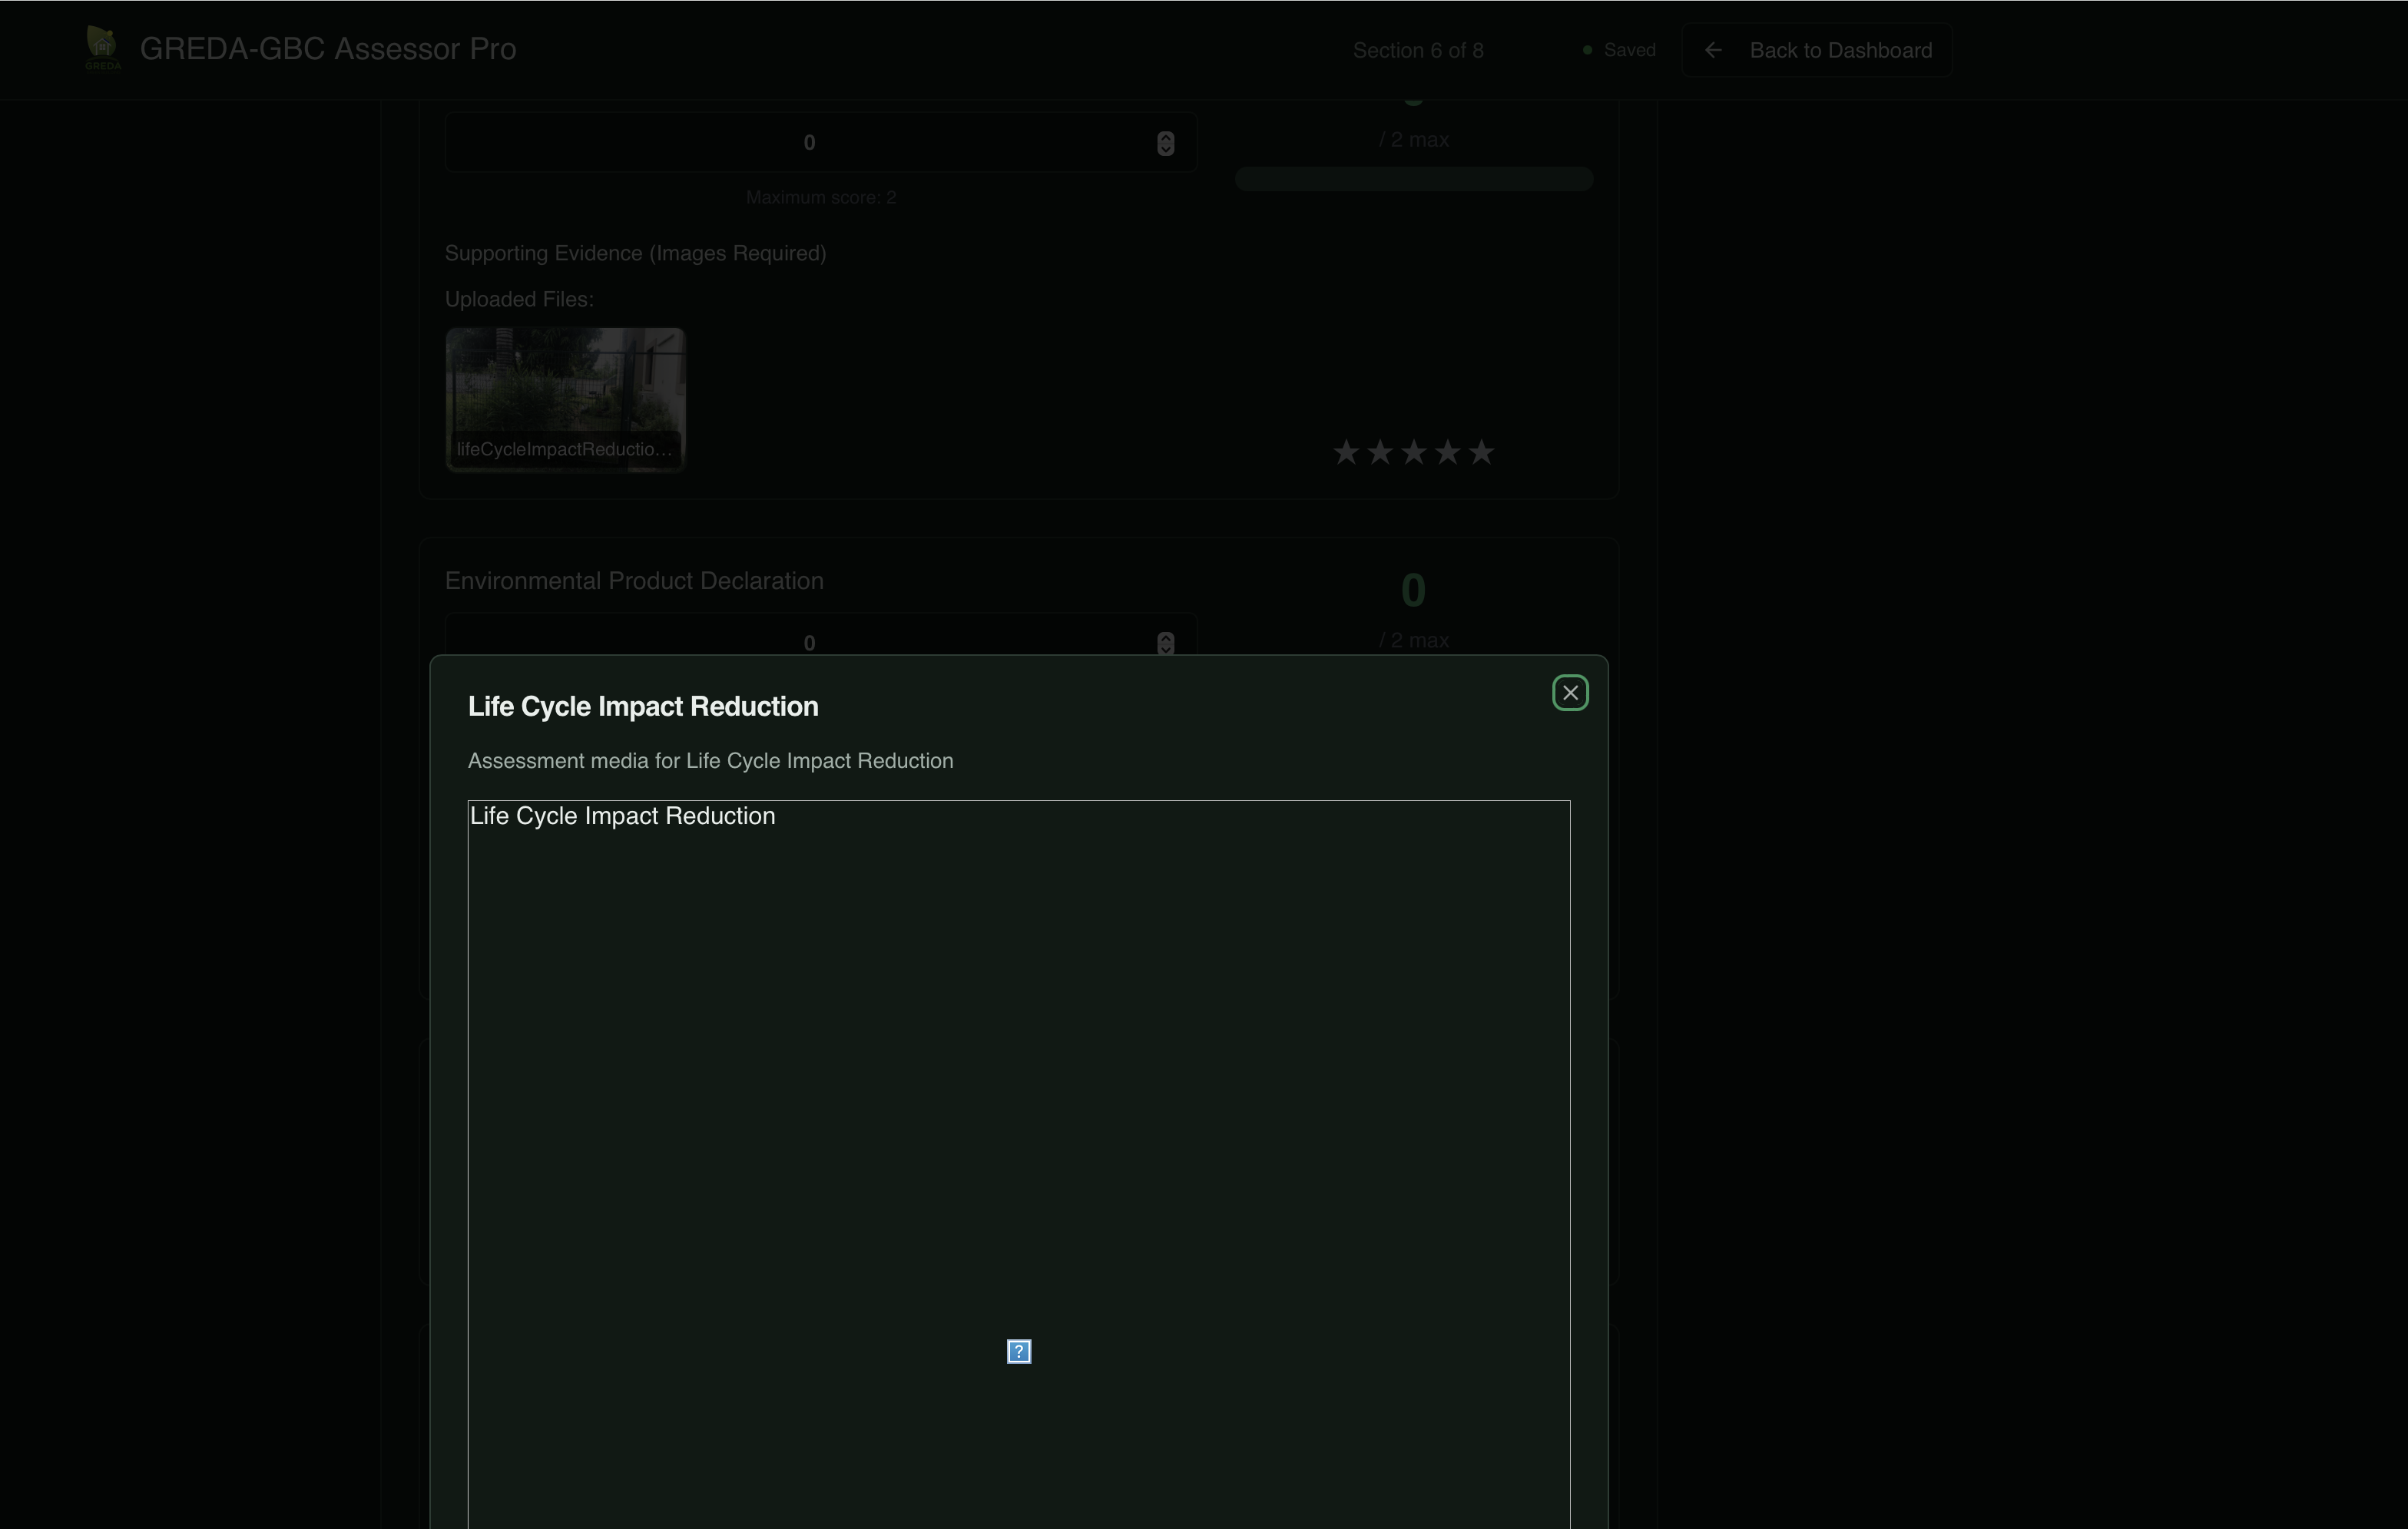 GREDA
GREDA-GBC Assessor Pro
Section 6 of 8
Saved
Back to Dashboard
0
/ 2 max
Maximum score: 2
Supporting Evidence (Images Required)
Uploaded Files:
lifeCycleImpactReductio…
Environmental Product Declaration
0
0
/ 2 max
Life Cycle Impact Reduction
Assessment media for Life Cycle Impact Reduction
Life Cycle Impact Reduction
?